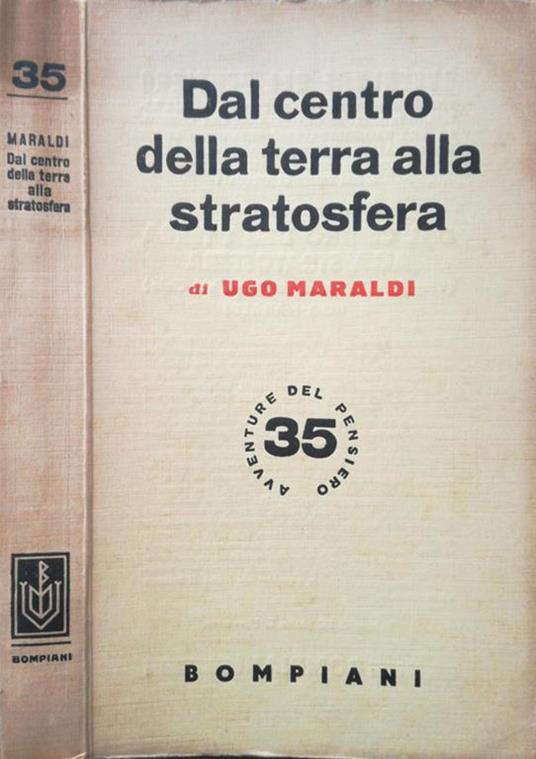 35
MARALDI
Dal centro
della terra
alla
stratosfera
BOMPIANI
Dal centro
della terra alla
stratosfera
di UGO MARALDI
AVVENTURE DEL PENSIERO
35
BOMPIANI